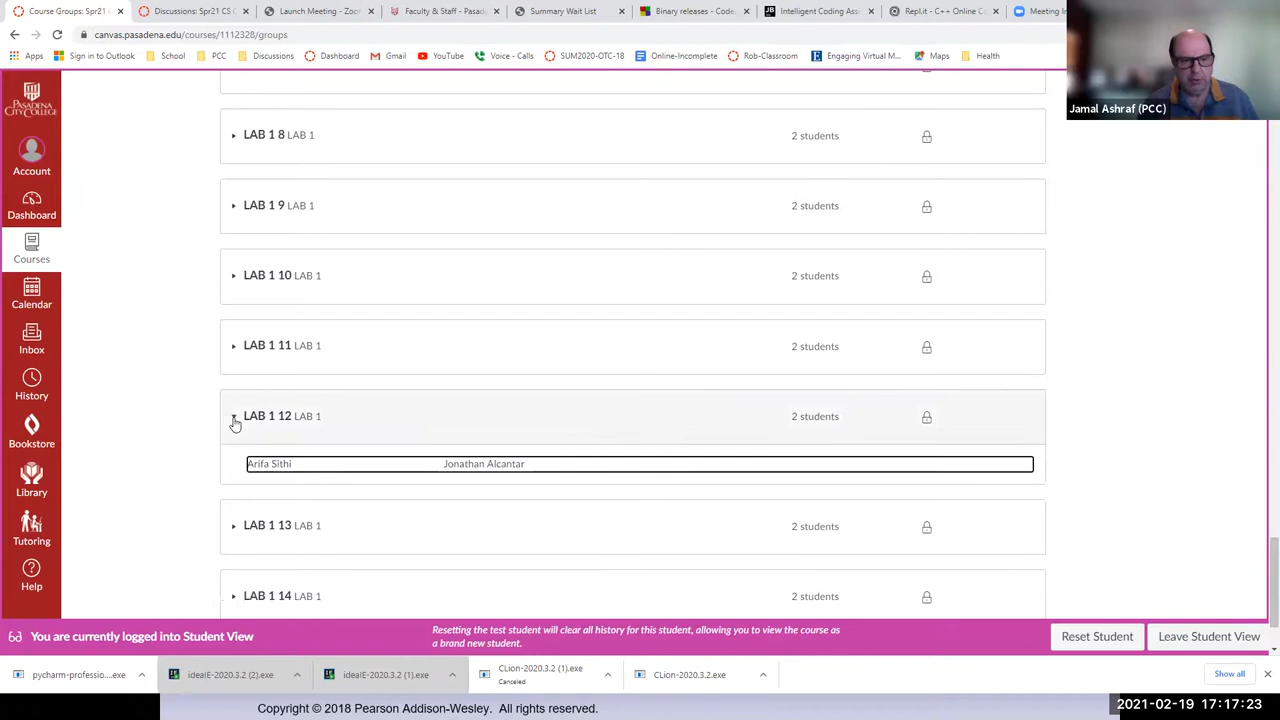 Course Groups: Spr21 C
Discussions: Spr21 CS C
Launch Meeting - Zoo
Faculty & Staff - Pasad
Summary Wait List
Binary releases - Code
Intelligent Coding Ass
Repl.it - C++ Online Co
Meeting In
canvas.pasadena.edu/courses/1112328/groups
Apps
Sign in to Outlook
School
PCC
Discussions
Dashboard
Gmail
YouTube
Voice - Calls
SUM2020-OTC-18
Online-Incomplete
Rob-Classroom
Engaging Virtual M...
Maps
Health
Jamal Ashraf (PCC)
PASADENA
CITY COLLEGE
Account
Dashboard
Courses
Calendar
Inbox
History
Bookstore
Library
Tutoring
Help
LAB 1 8 LAB 1 2 students
LAB 1 9 LAB 1 2 students
LAB 1 10 LAB 1 2 students
LAB 1 11 LAB 1 2 students
LAB 1 12 LAB 1 2 students
Arifa Sithi Jonathan Alcantar
LAB 1 13 LAB 1 2 students
LAB 1 14 LAB 1 2 students
You are currently logged into Student View
Resetting the test student will clear all history for this student, allowing you to view the course as
a brand new student.
Reset Student
Leave Student View
pycharm-professio....exe
ideaIE-2020.3.2 (2).exe
ideaIE-2020.3.2 (1).exe
CLion-2020.3.2 (1).exe
Canceled
CLion-2020.3.2.exe
Show all
Copyright © 2018 Pearson Addison-Wesley. All rights reserved.
2021-02-19 17:17:23